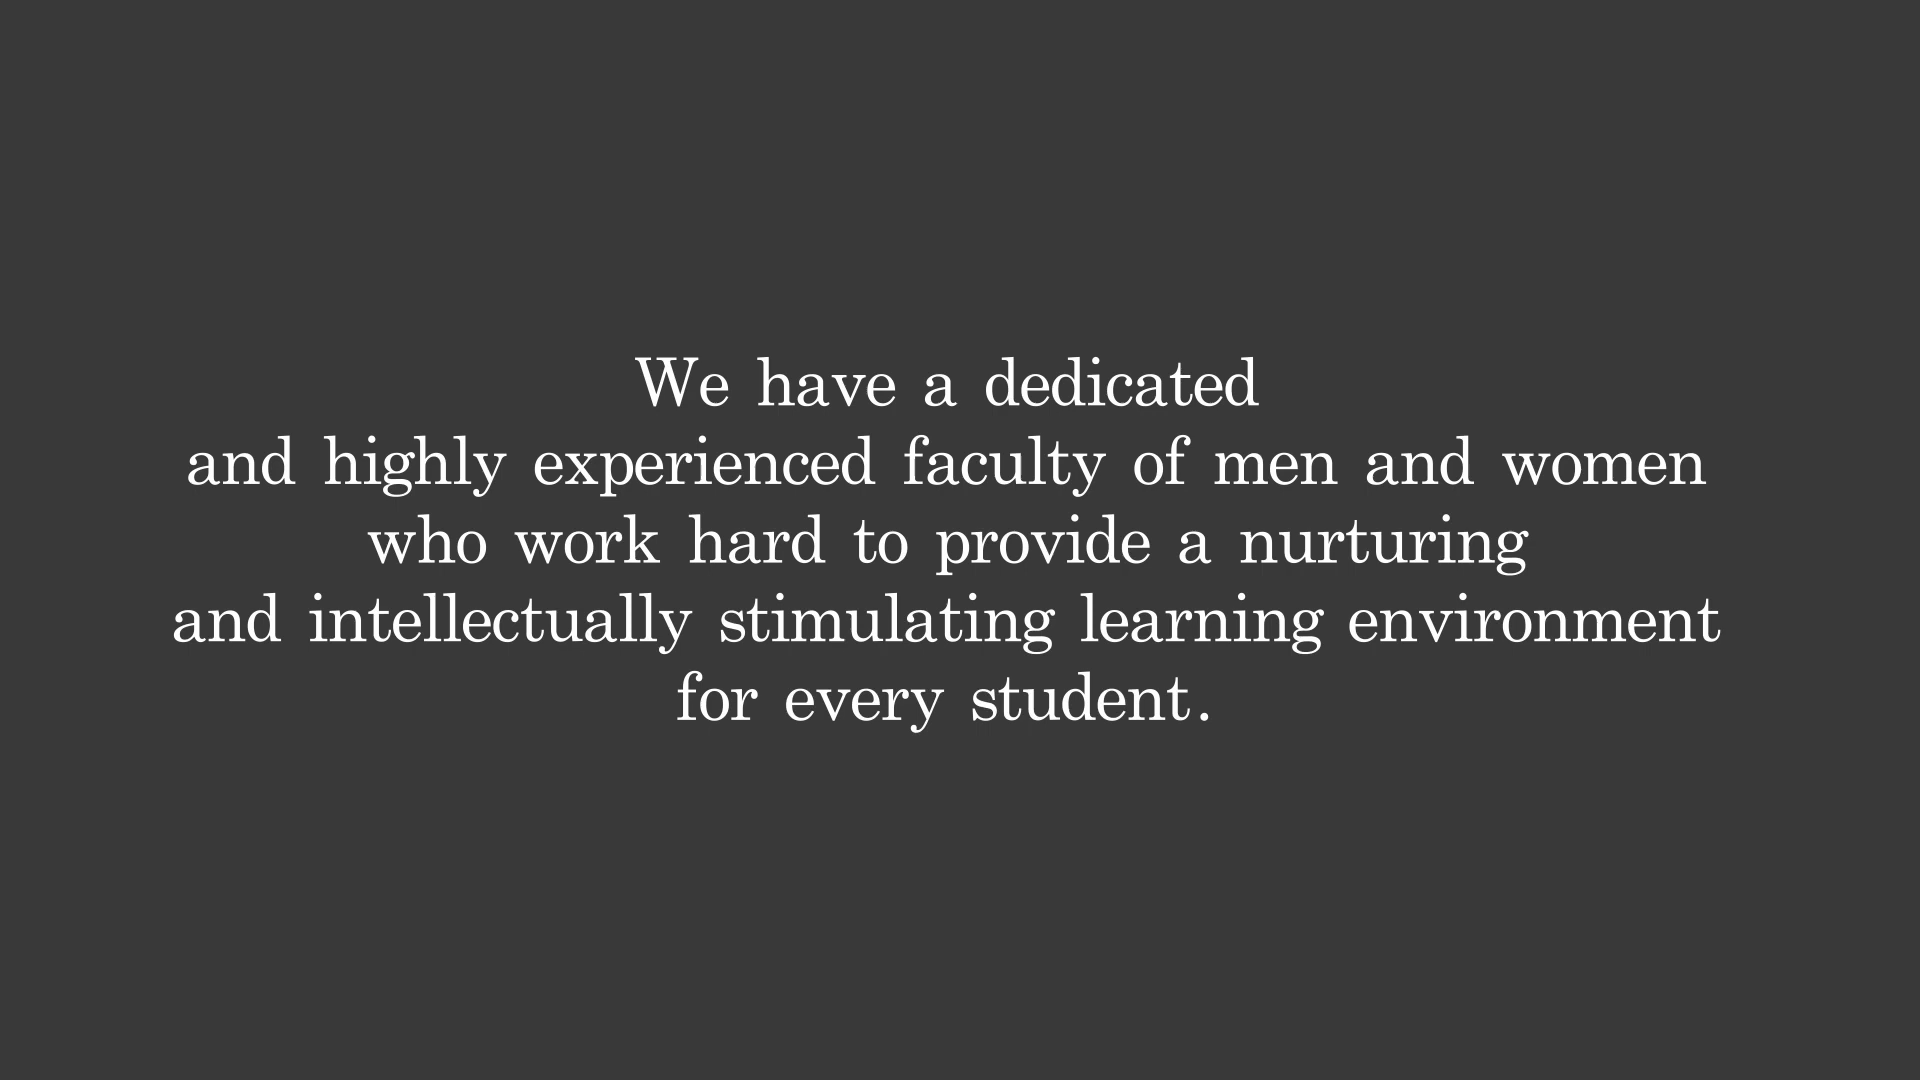 We have a dedicated
and highly experienced faculty of men and women
who work hard to provide a nurturing
and intellectually stimulating learning environment
for every student.